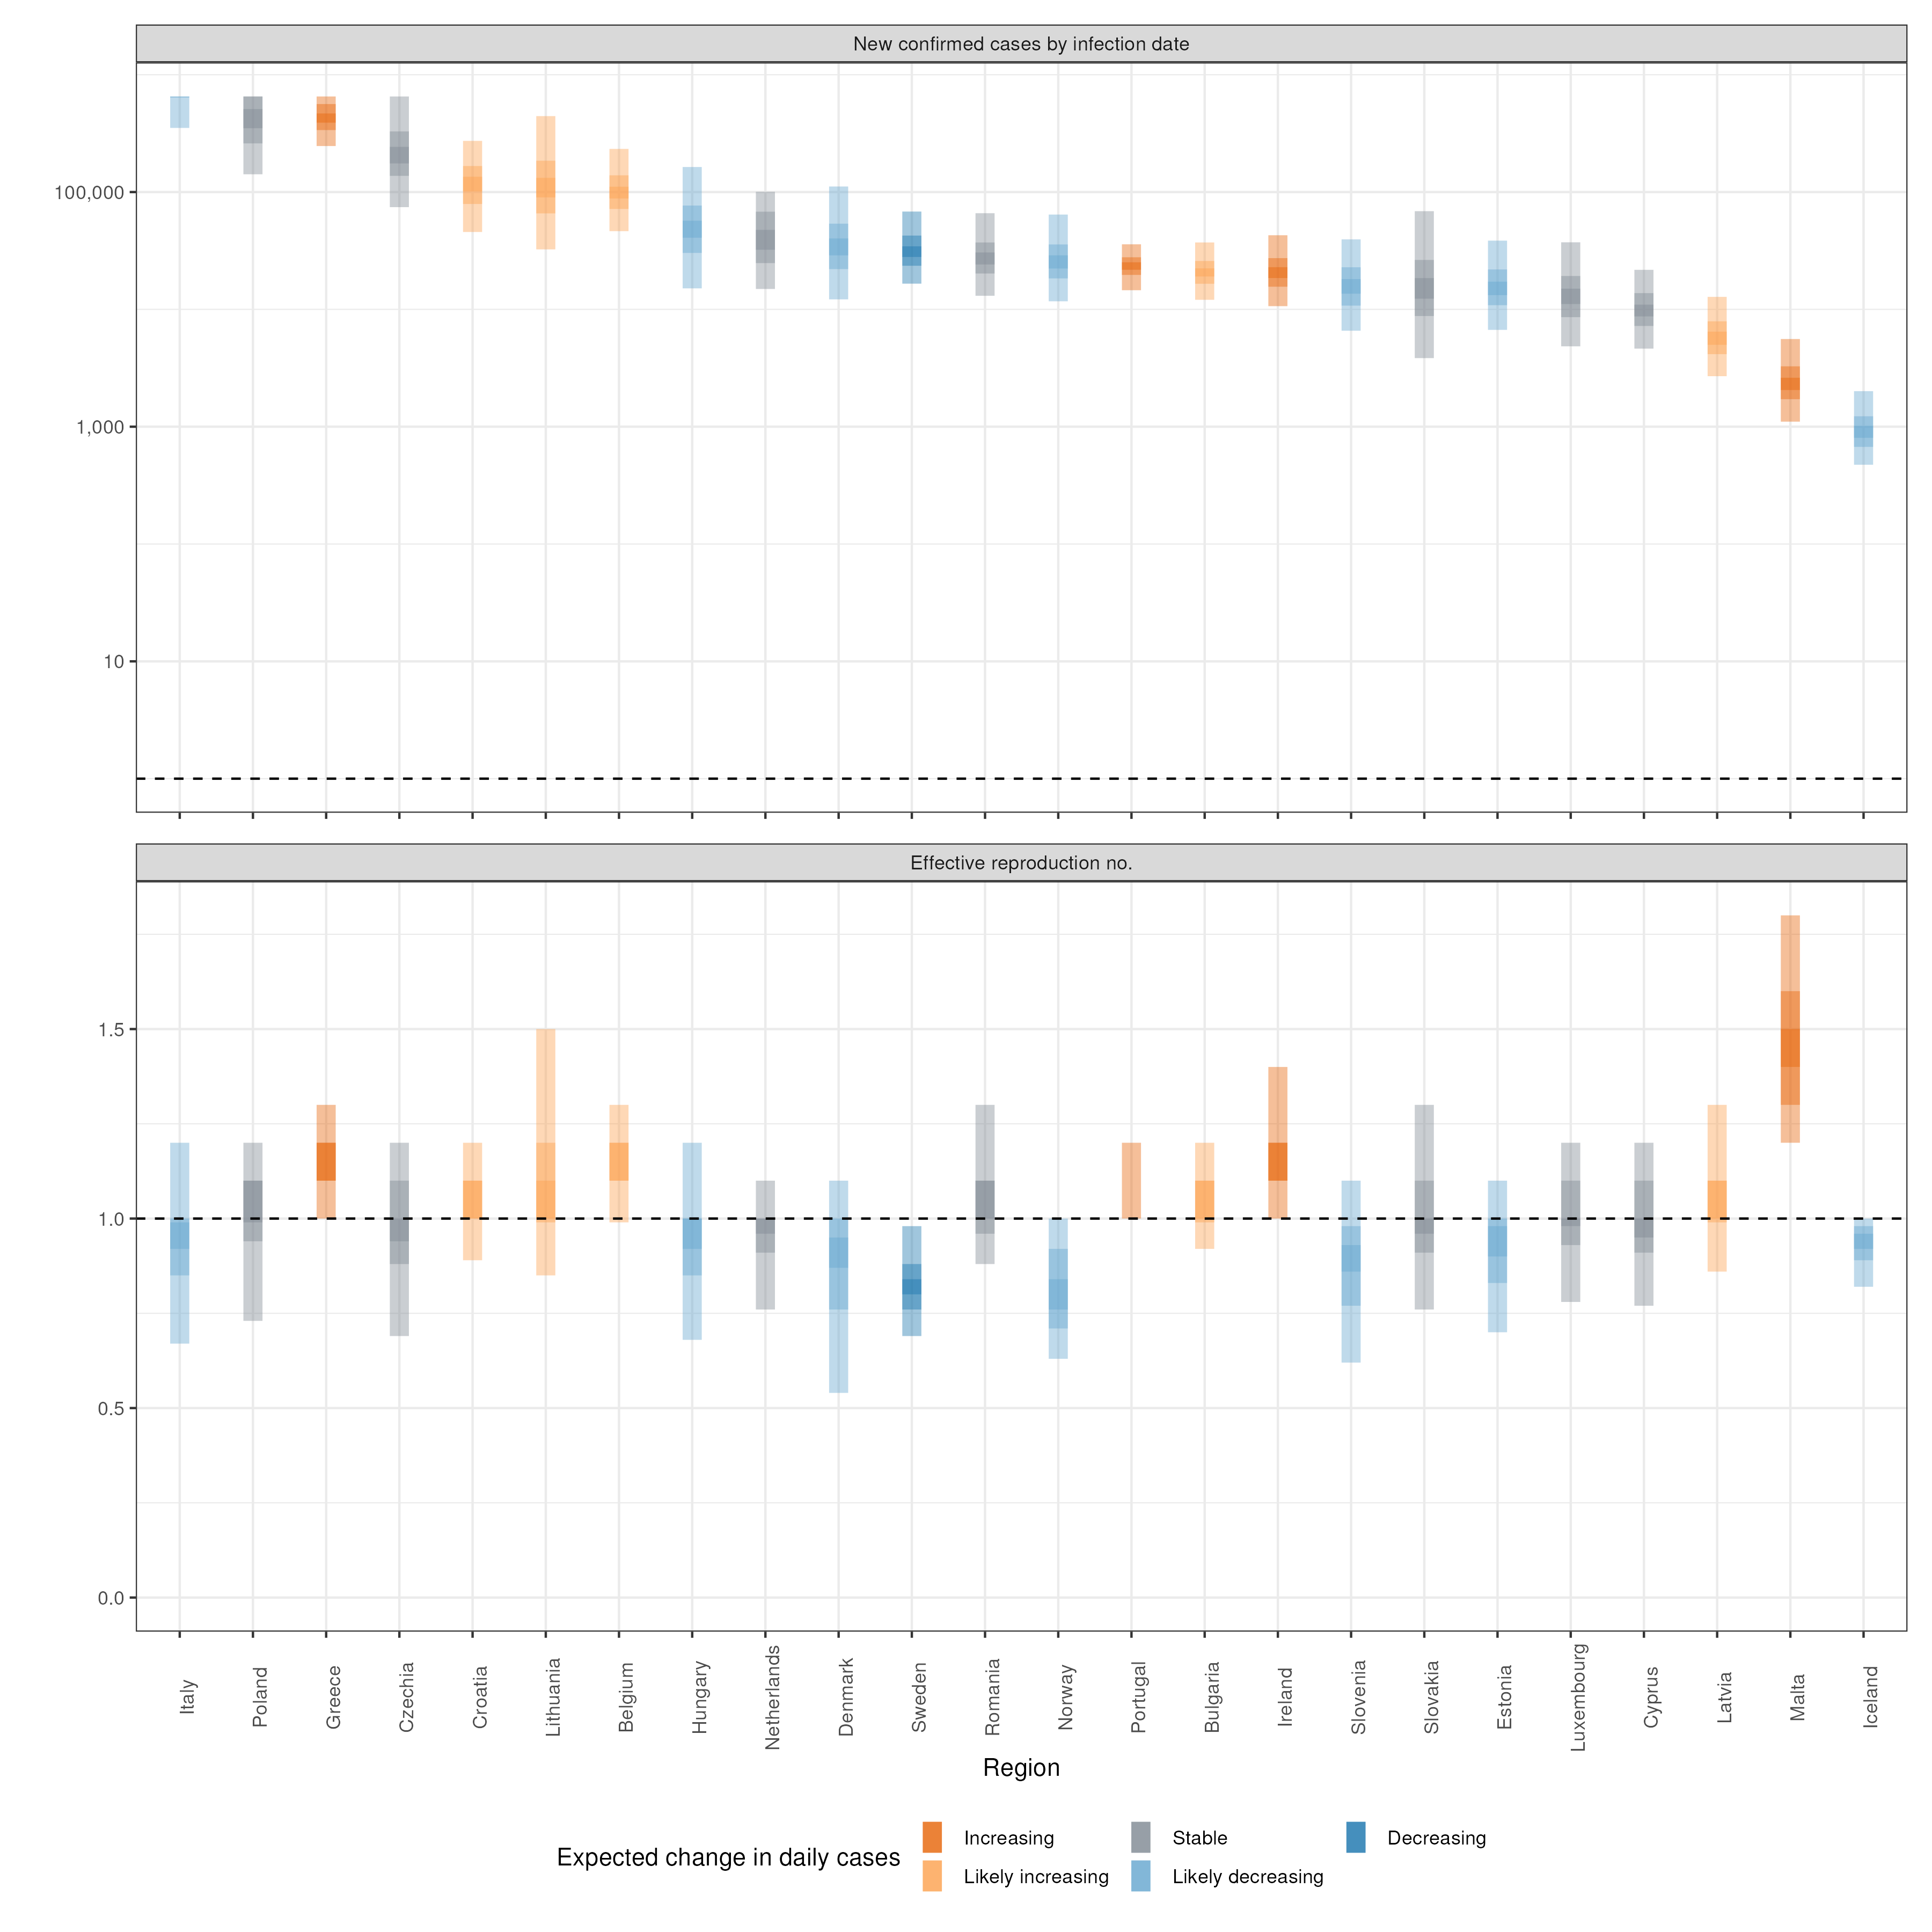 New confirmed cases by infection date
100,000
1,000
10
Effective reproduction no.
1.5
1.0
0.5
0.0
Italy
Poland
Greece
Czechia
Croatia
Lithuania
Belgium
Hungary
Netherlands
Denmark
Sweden
Romania
Norway
Portugal
Bulgaria
Ireland
Slovenia
Slovakia
Estonia
Luxembourg
Cyprus
Latvia
Malta
Iceland
Region
Expected change in daily cases
Increasing
Stable
Decreasing
Likely increasing
Likely decreasing